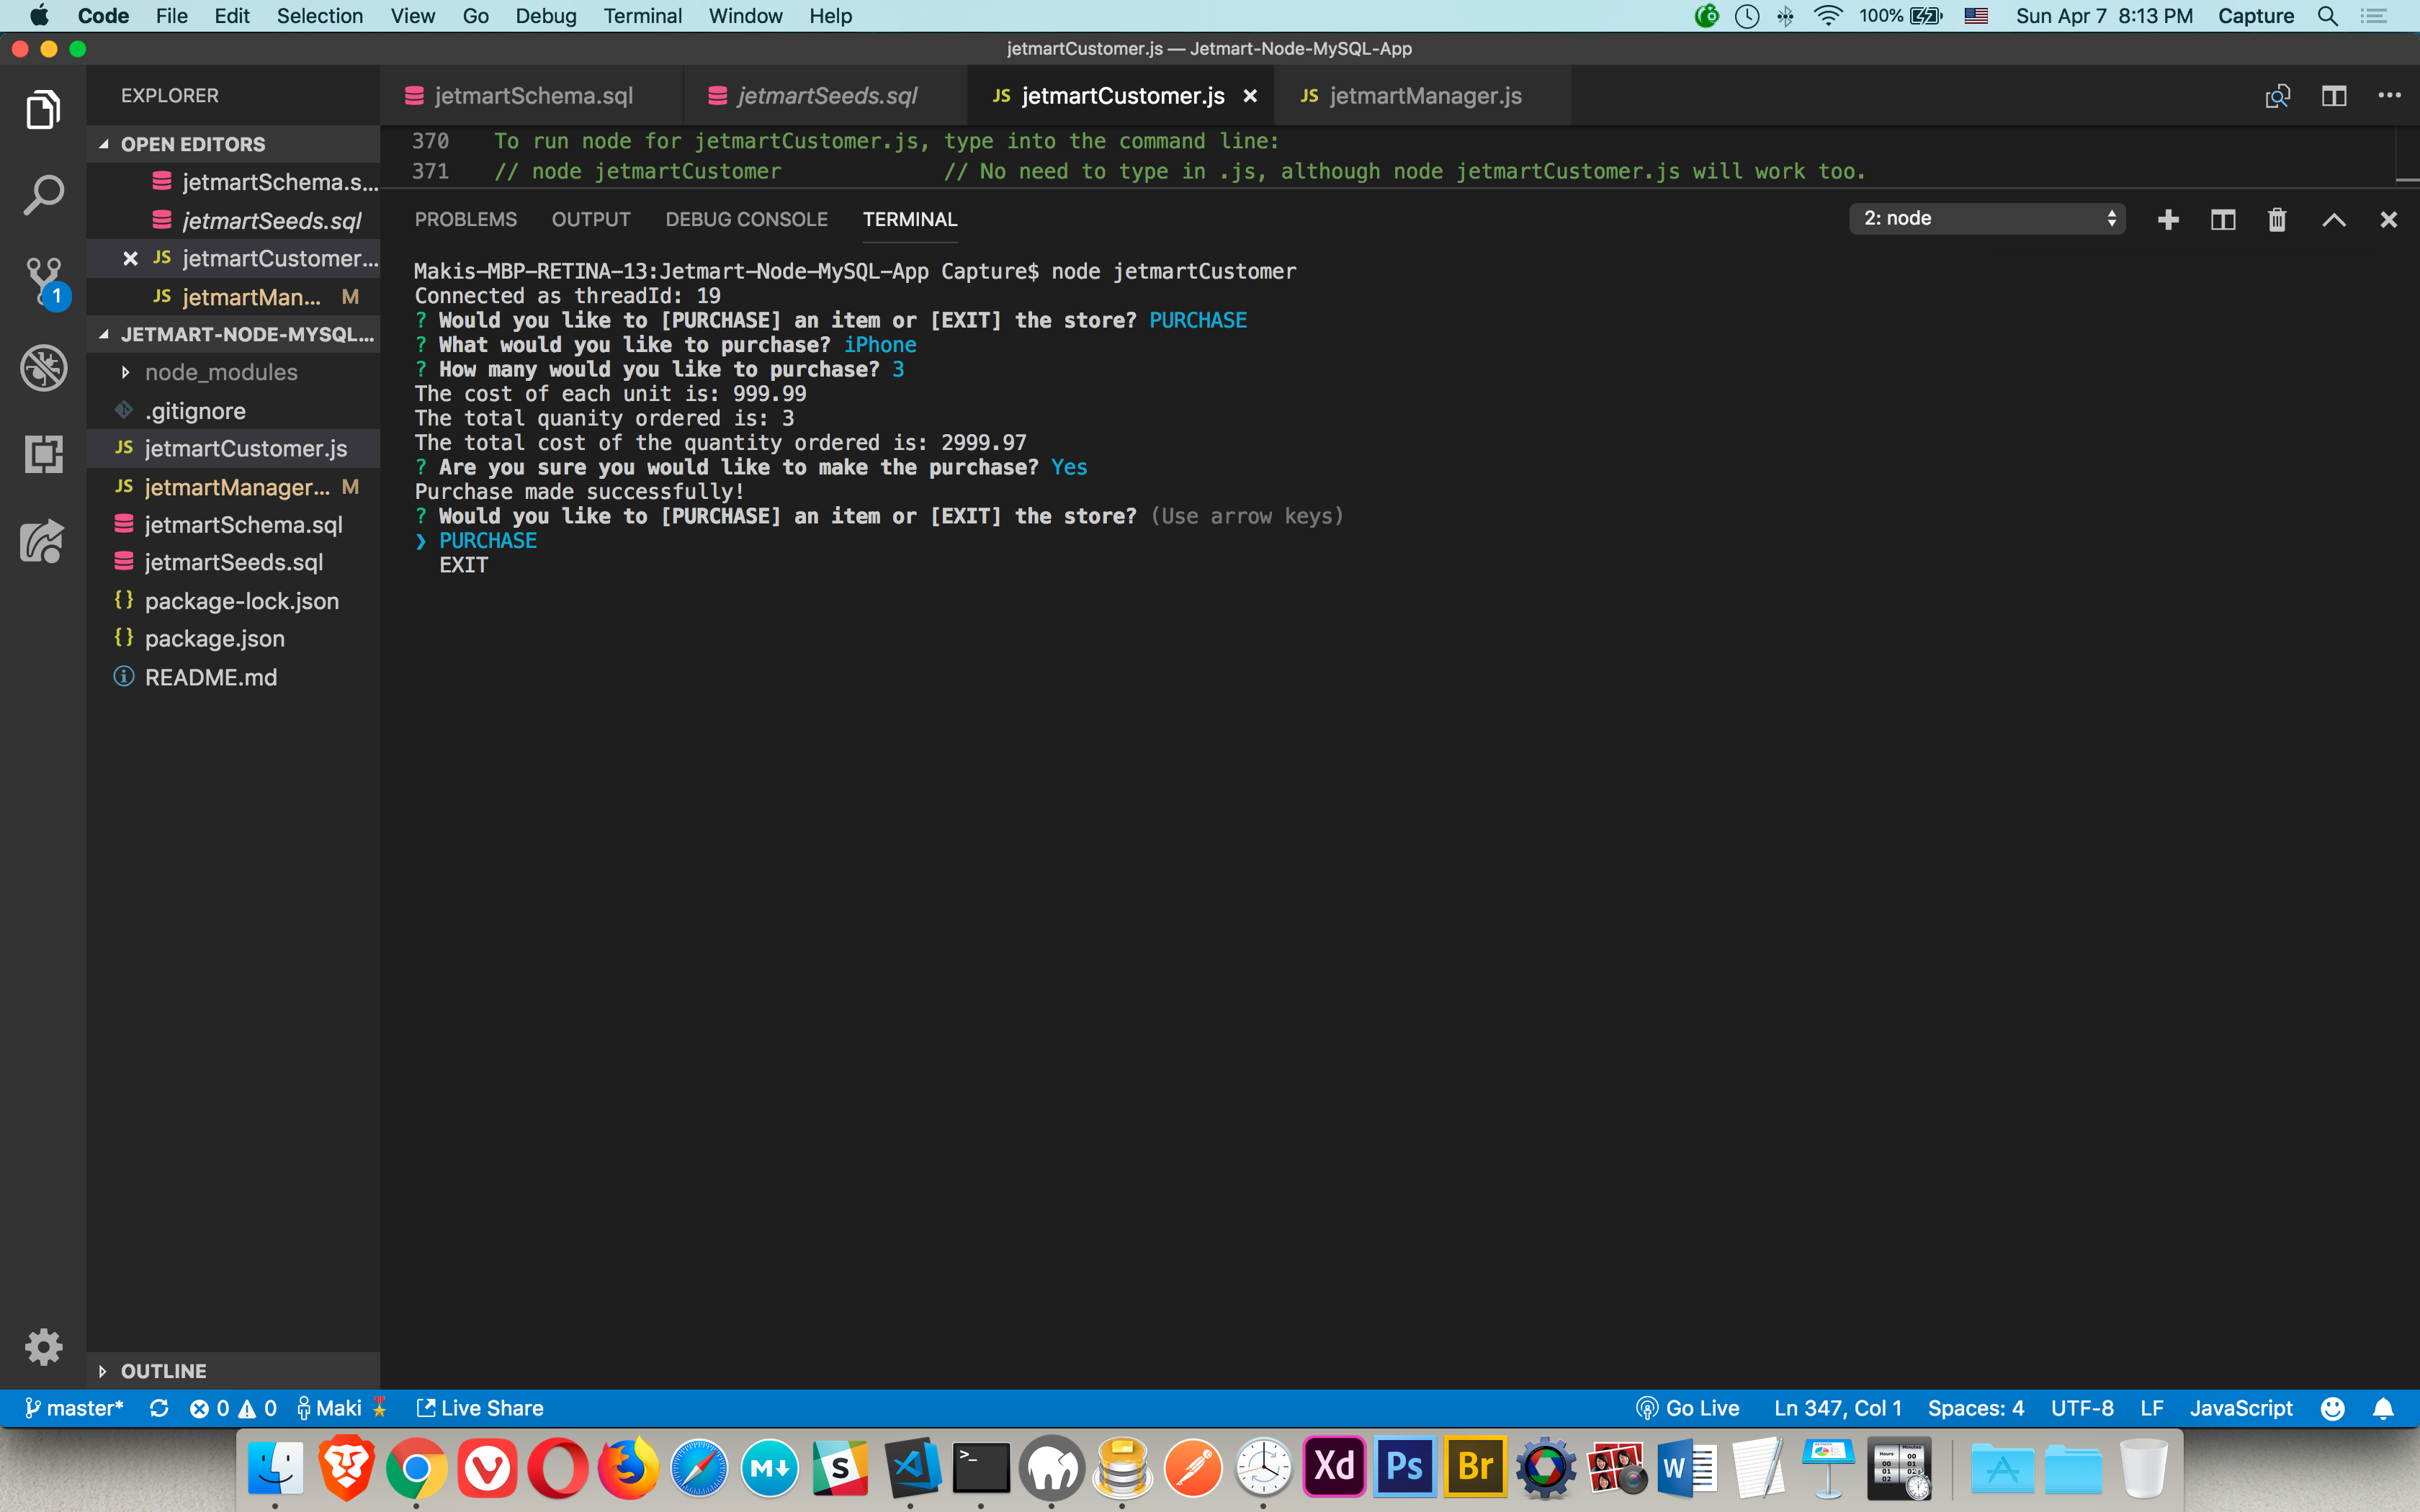 Code File Edit Selection View Go Debug Terminal Window Help 100% Sun Apr 7 8:13 PM Capture
jetmartCustomer.js — Jetmart-Node-MySQL-App
EXPLORER
OPEN EDITORS
jetmartSchema.s...
jetmartSeeds.sql
JS jetmartCustomer...
JS jetmartMan... M
JETMART-NODE-MYSQL...
node_modules
.gitignore
JS jetmartCustomer.js
JS jetmartManager... M
jetmartSchema.sql
jetmartSeeds.sql
{} package-lock.json
{} package.json
README.md
OUTLINE
1
jetmartSchema.sql jetmartSeeds.sql JS jetmartCustomer.js JS jetmartManager.js
370 To run node for jetmartCustomer.js, type into the command line:
371 // node jetmartCustomer // No need to type in .js, although node jetmartCustomer.js will work too.
PROBLEMS OUTPUT DEBUG CONSOLE TERMINAL 2: node
Makis-MBP-RETINA-13:Jetmart-Node-MySQL-App Capture$ node jetmartCustomer
Connected as threadId: 19
? Would you like to [PURCHASE] an item or [EXIT] the store? PURCHASE
? What would you like to purchase? iPhone
? How many would you like to purchase? 3
The cost of each unit is: 999.99
The total quanity ordered is: 3
The total cost of the quantity ordered is: 2999.97
? Are you sure you would like to make the purchase? Yes
Purchase made successfully!
? Would you like to [PURCHASE] an item or [EXIT] the store? (Use arrow keys)
❯ PURCHASE
EXIT
master* 0 0 Maki Live Share Go Live Ln 347, Col 1 Spaces: 4 UTF-8 LF JavaScript
M S >_ Xd Ps Br W